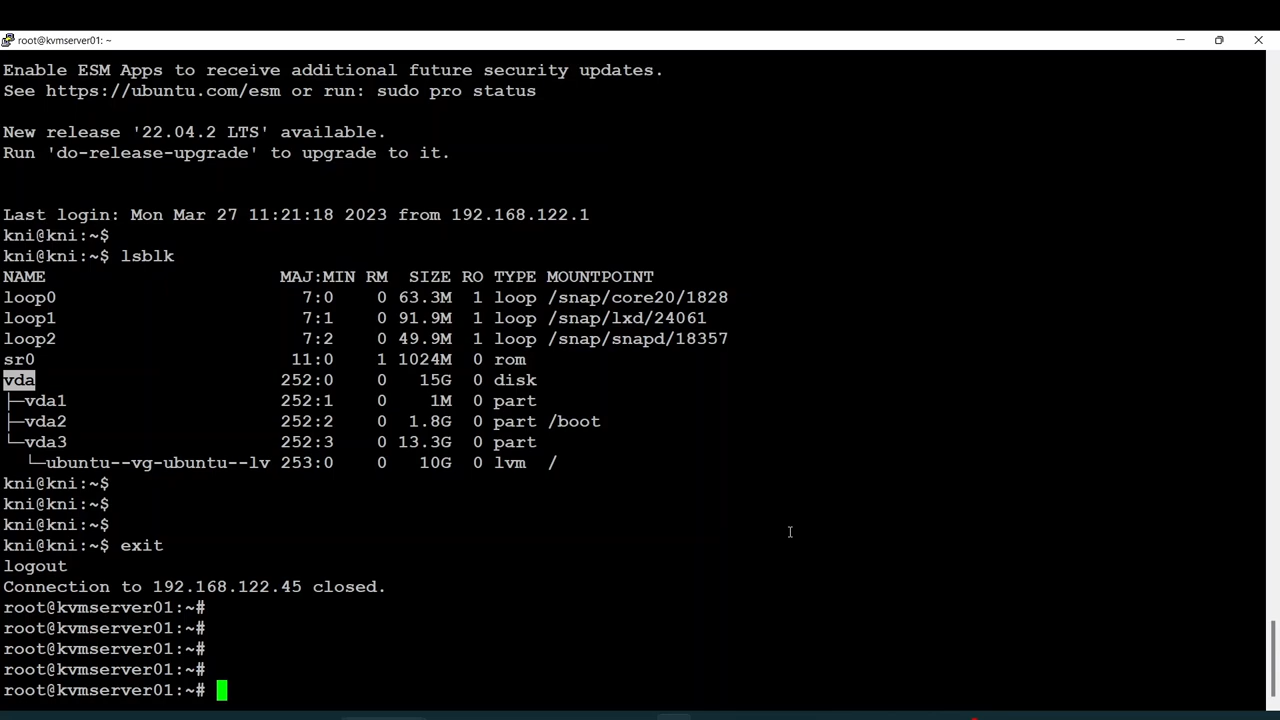 root@kvmserver01: ~
Enable ESM Apps to receive additional future security updates.
See https://ubuntu.com/esm or run: sudo pro status
New release '22.04.2 LTS' available.
Run 'do-release-upgrade' to upgrade to it.
Last login: Mon Mar 27 11:21:18 2023 from 192.168.122.1
kni@kni:~$
kni@kni:~$ lsblk
NAME MAJ:MIN RM SIZE RO TYPE MOUNTPOINT
loop0 7:0 0 63.3M 1 loop /snap/core20/1828
loop1 7:1 0 91.9M 1 loop /snap/lxd/24061
loop2 7:2 0 49.9M 1 loop /snap/snapd/18357
sr0 11:0 1 1024M 0 rom
vda 252:0 0 15G 0 disk
├─vda1 252:1 0 1M 0 part
├─vda2 252:2 0 1.8G 0 part /boot
└─vda3 252:3 0 13.3G 0 part
└─ubuntu--vg-ubuntu--lv 253:0 0 10G 0 lvm /
kni@kni:~$
kni@kni:~$
kni@kni:~$
kni@kni:~$ exit
logout
Connection to 192.168.122.45 closed.
root@kvmserver01:~#
root@kvmserver01:~#
root@kvmserver01:~#
root@kvmserver01:~#
root@kvmserver01:~#